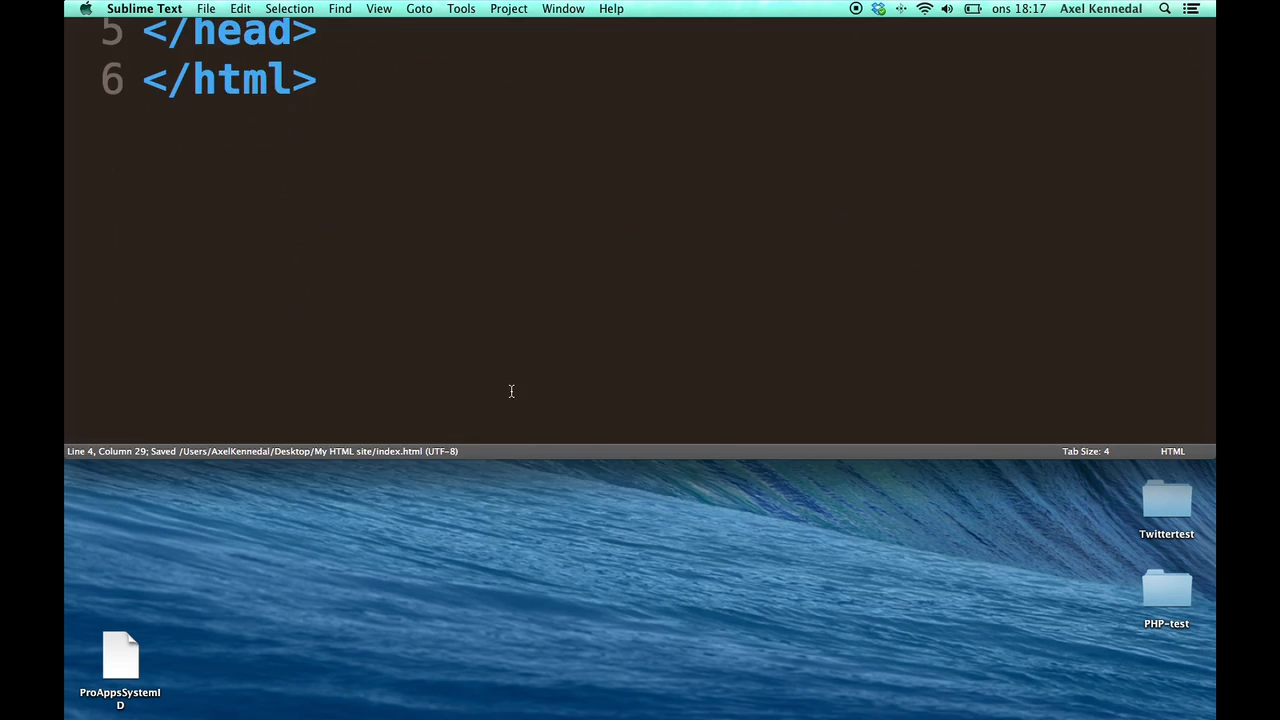 Sublime Text File Edit Selection Find View Goto Tools Project Window Help ons 18:17 Axel Kennedal
5 </head>
6 </html>
Line 4, Column 29; Saved /Users/AxelKennedal/Desktop/My HTML site/index.html (UTF-8) Tab Size: 4 HTML
Twittertest
PHP-test
ProAppsSystemI
D